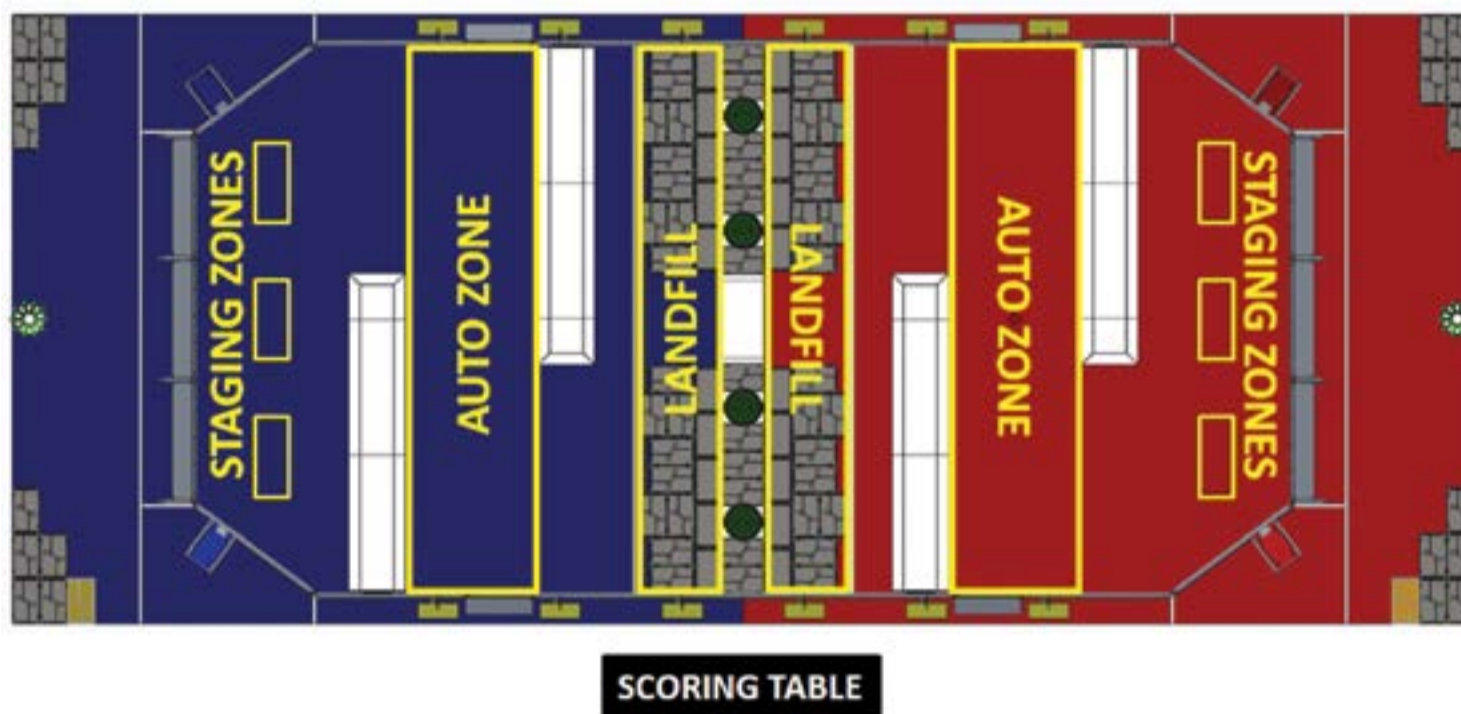 STAGING ZONES
AUTO ZONE
LANDFILL
LANDFILL
AUTO ZONE
STAGING ZONES
SCORING TABLE